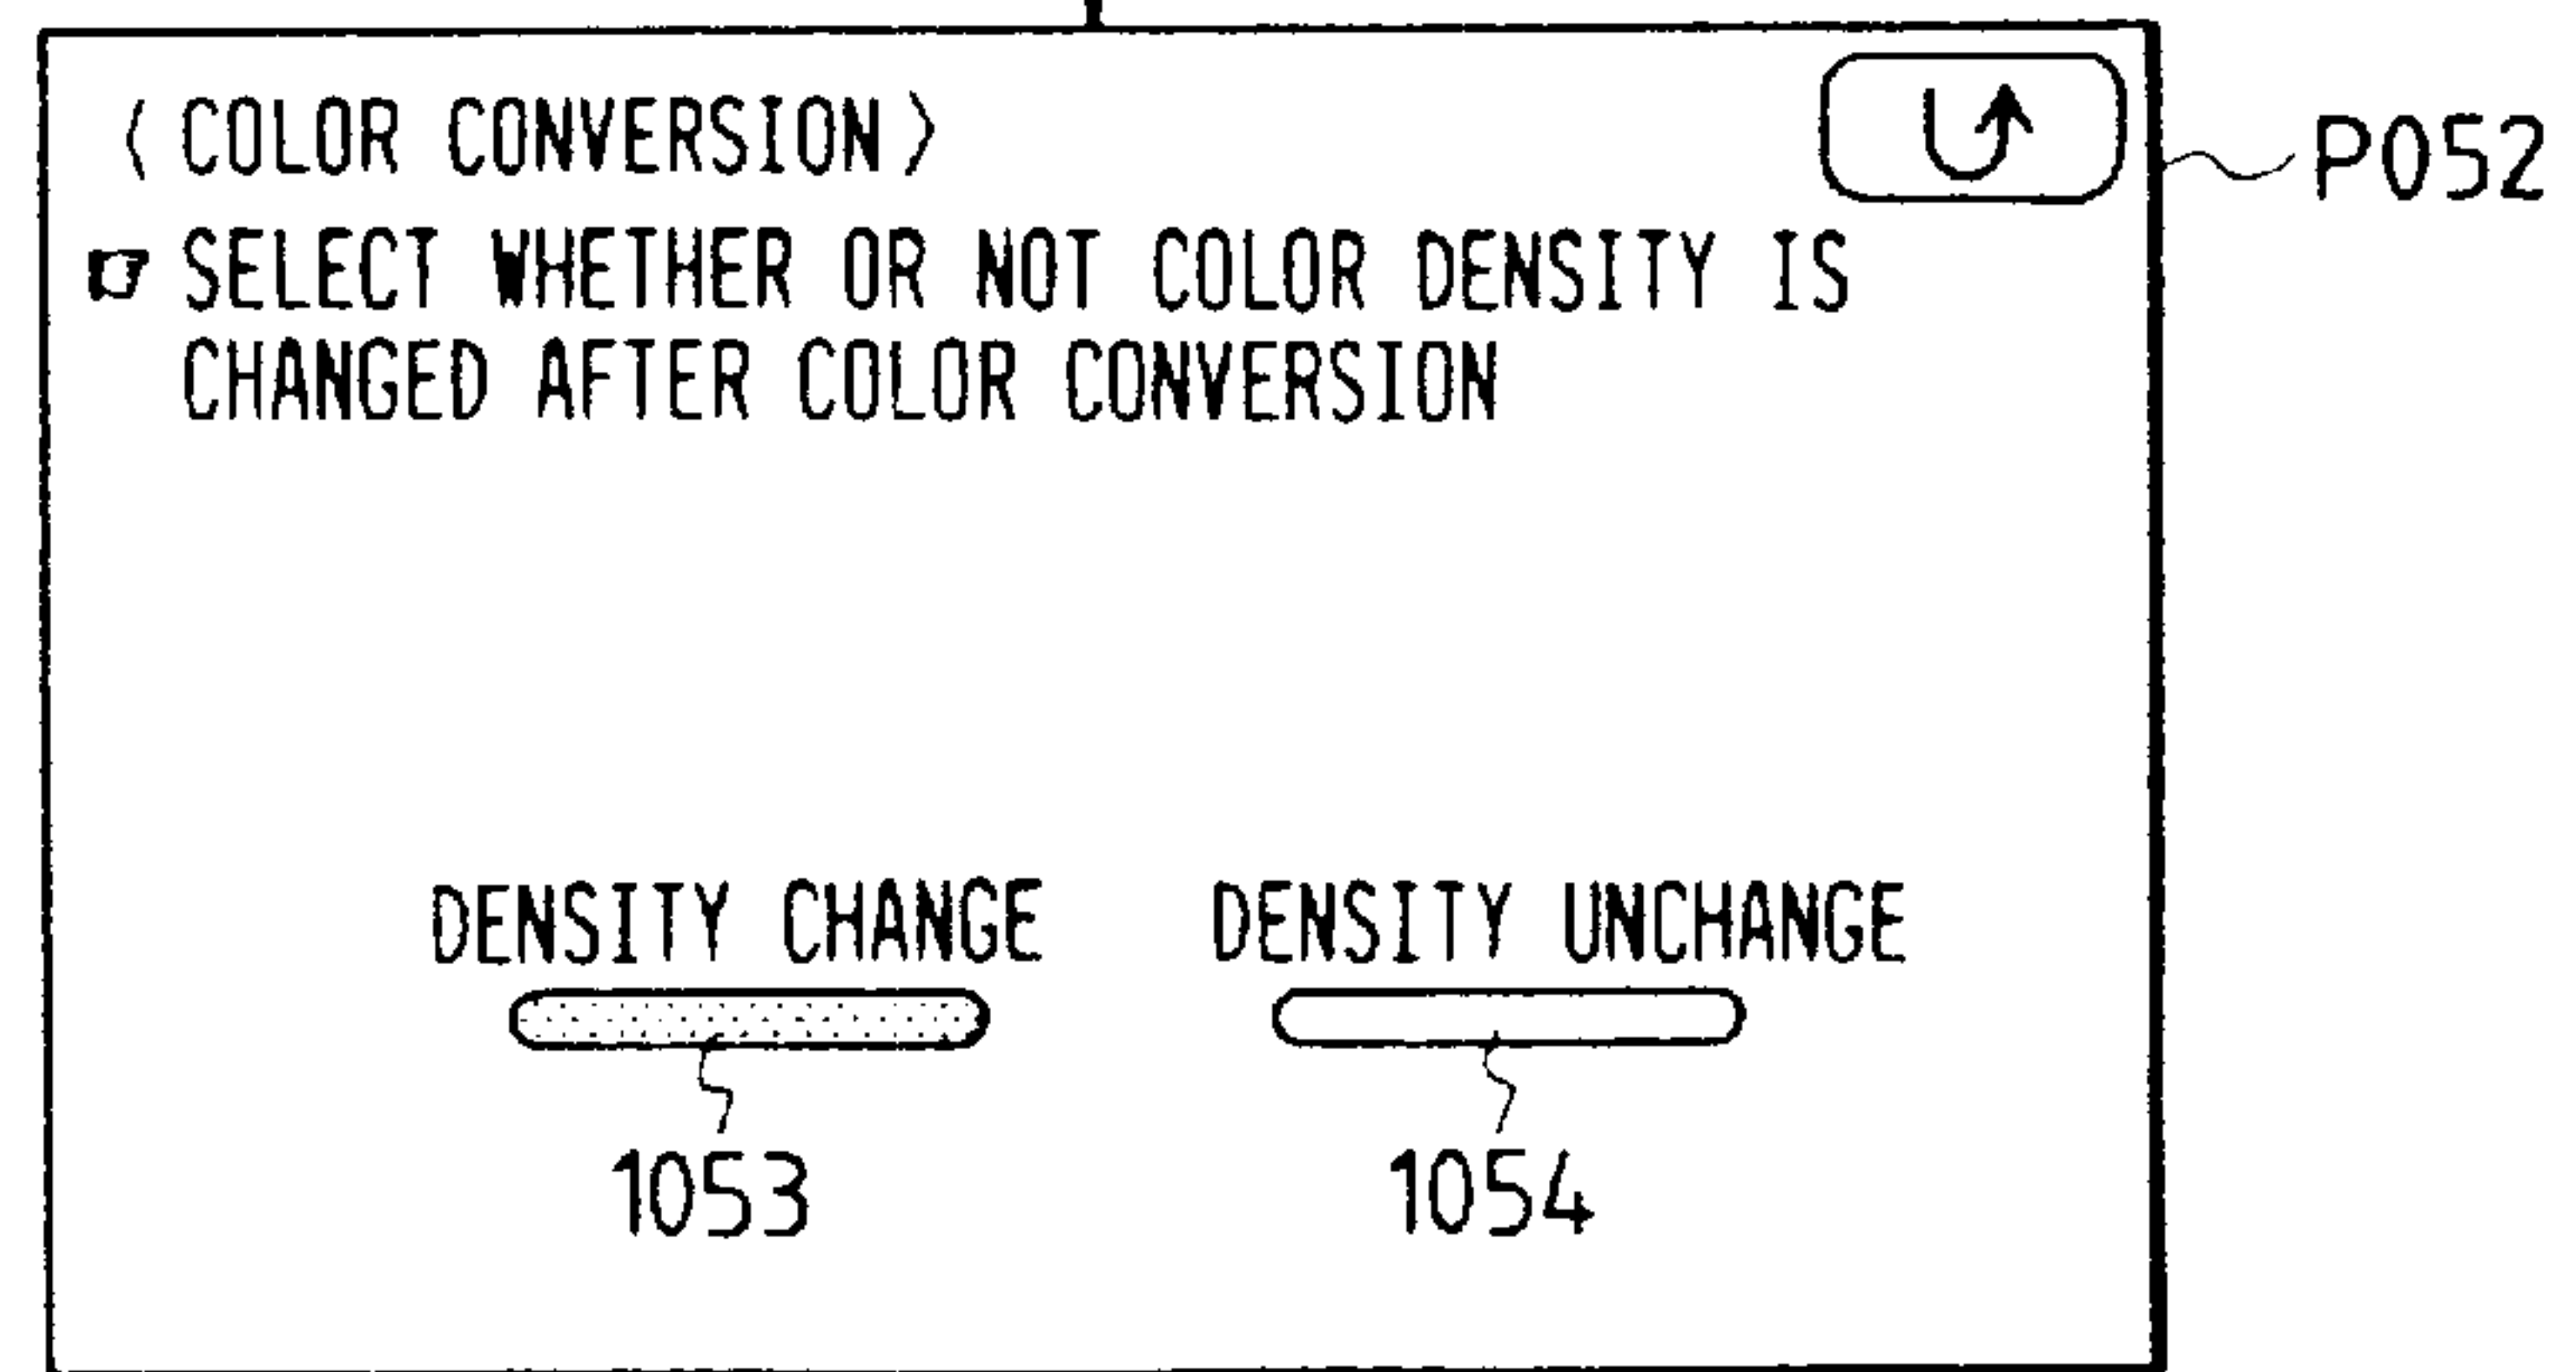 〈 COLOR CONVERSION 〉
P052
☞ SELECT WHETHER OR NOT COLOR DENSITY IS
CHANGED AFTER COLOR CONVERSION
DENSITY CHANGE DENSITY UNCHANGE
1053 1054